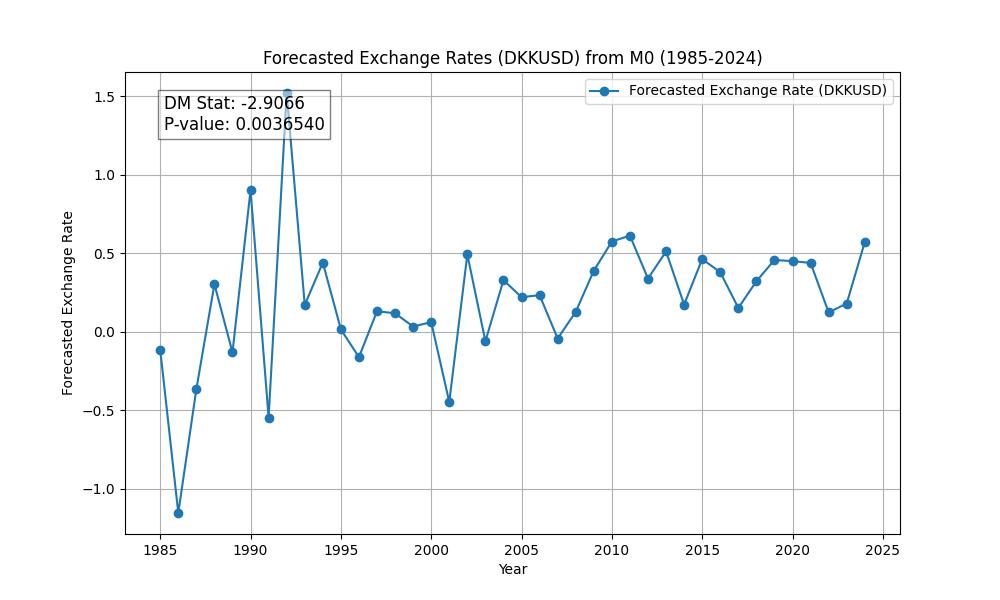 Forecasted Exchange Rates (DKKUSD) from M0 (1985-2024)
DM Stat: -2.9066
P-value: 0.0036540
Forecasted Exchange Rate (DKKUSD)
Forecasted Exchange Rate
1.5
1.0
0.5
0.0
−0.5
−1.0
1985 1990 1995 2000 2005 2010 2015 2020 2025
Year